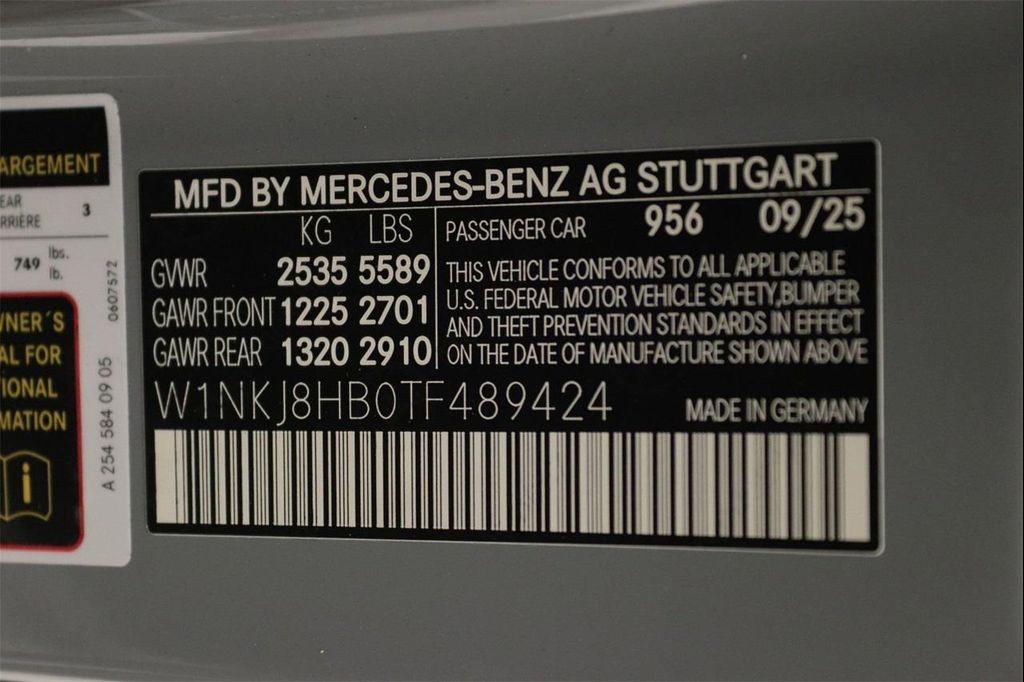 ARGEMENT
EAR
RRIÈRE 3
749 lbs.
lb.
WNER´S
AL FOR
TIONAL
MATION
i
0607572
A 254 584 09 05
MFD BY MERCEDES-BENZ AG STUTTGART
KG LBS
GVWR 2535 5589
GAWR FRONT 1225 2701
GAWR REAR 1320 2910
PASSENGER CAR 956 09/25
THIS VEHICLE CONFORMS TO ALL APPLICABLE
U.S. FEDERAL MOTOR VEHICLE SAFETY,BUMPER
AND THEFT PREVENTION STANDARDS IN EFFECT
ON THE DATE OF MANUFACTURE SHOWN ABOVE
W1NKJ8HB0TF489424
MADE IN GERMANY